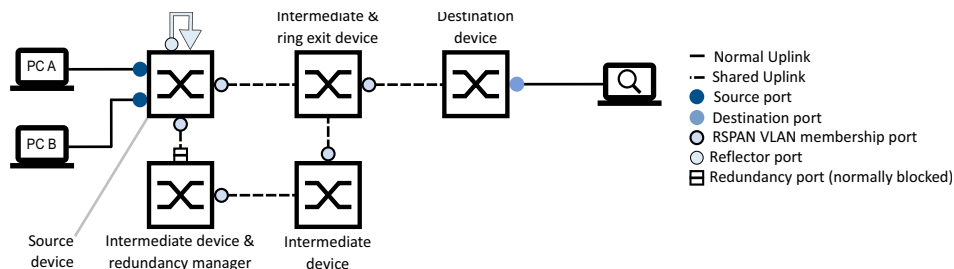 Intermediate &
ring exit device
Destination
device
PC A
PC B
Normal Uplink
Shared Uplink
Source port
Destination port
RSPAN VLAN membership port
Reflector port
Redundancy port (normally blocked)
Source
device
Intermediate device &
redundancy manager
Intermediate
device